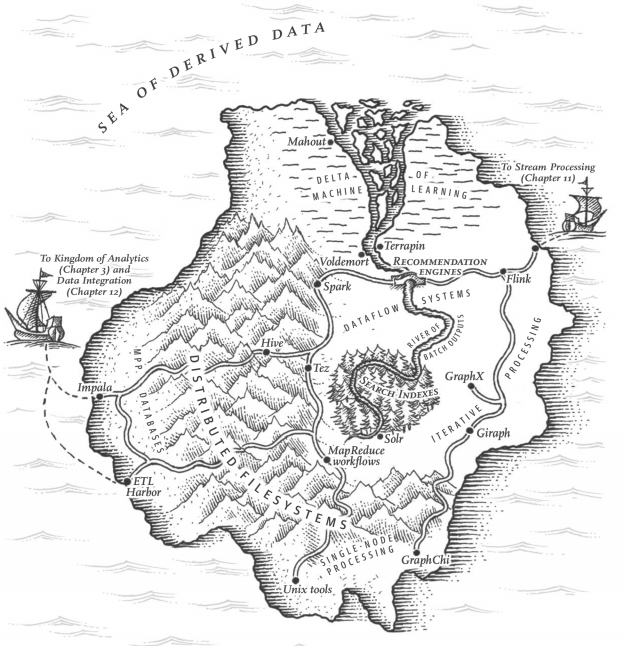 SEA OF DERIVED DATA
Mahout
DELTA OF
MACHINE LEARNING
To Stream Processing
(Chapter 11)
Terrapin
Voldemort
RECOMMENDATION
ENGINES
To Kingdom of Analytics
(Chapter 3) and
Data Integration
(Chapter 12)
Spark
Flink
DATAFLOW SYSTEMS
RIVER OF
BATCH OUTPUTS
Hive
Tez
GraphX
SEARCH INDEXES
Impala
MPP DATABASES
DISTRIBUTED FILESYSTEMS
ITERATIVE PROCESSING
Giraph
Solr
MapReduce
workflows
ETL
Harbor
SINGLE-NODE
PROCESSING
GraphChi
Unix tools